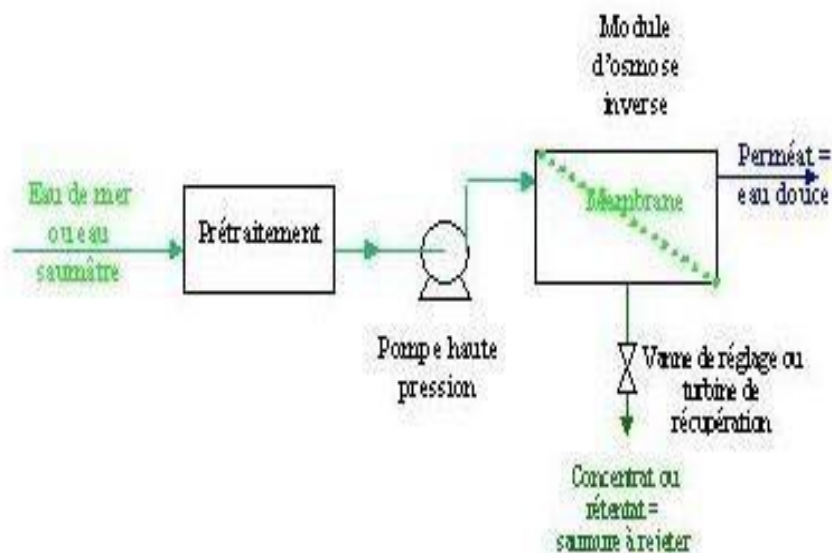 Module
d'osmose
inverse
Eau de mer
ou eau
saumâtre
Prétraitement
Membrane
Perméat =
eau douce
Pompe haute
pression
Vanne de réglage ou
turbine de
récupération
Concentrat ou
rétentat =
saumure à rejeter